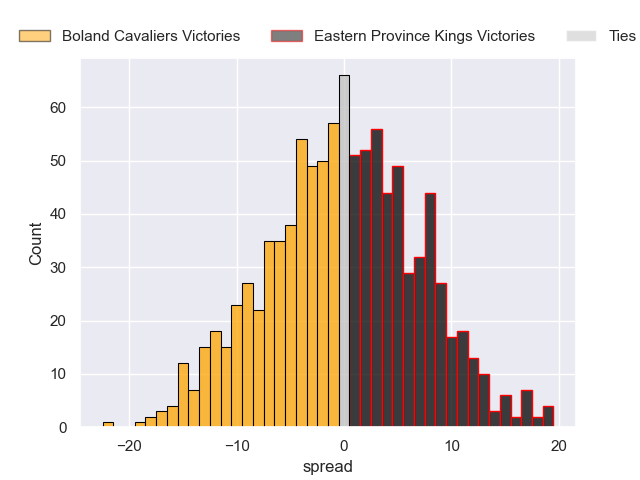 Boland Cavaliers Victories Eastern Province Kings Victories Ties
60
50
40
30
20
10
0
Count
−20 −10 0 10 20
spread